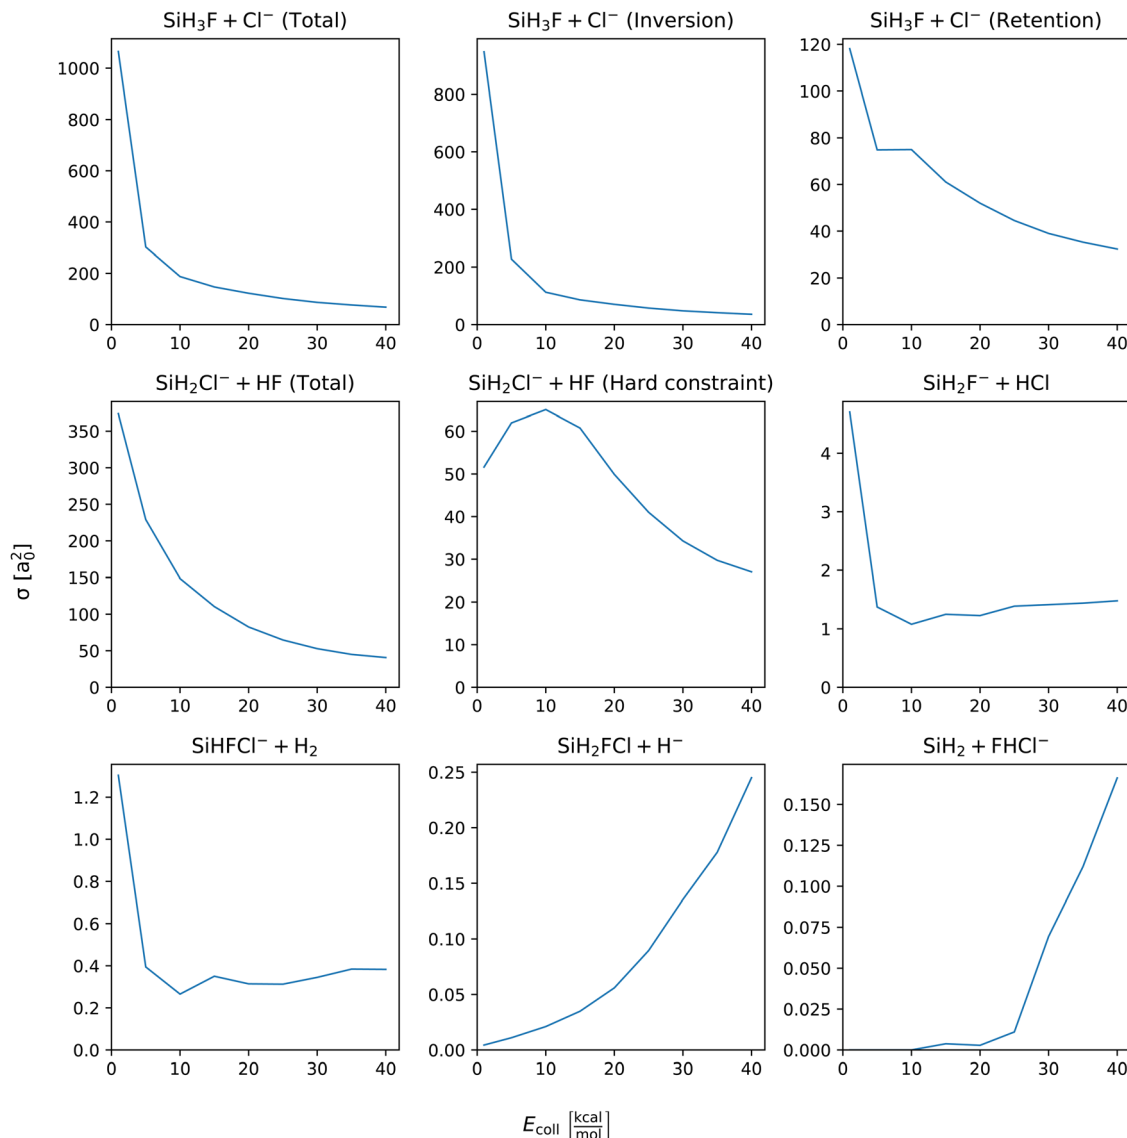 SiH₃F + Cl⁻ (Total)
1000
800
600
400
200
0
0 10 20 30 40
SiH₃F + Cl⁻ (Inversion)
800
600
400
200
0
0 10 20 30 40
SiH₃F + Cl⁻ (Retention)
120
100
80
60
40
20
0
0 10 20 30 40
SiH₂Cl⁻ + HF (Total)
350
300
250
200
150
100
50
0
0 10 20 30 40
SiH₂Cl⁻ + HF (Hard constraint)
60
50
40
30
20
10
0
0 10 20 30 40
SiH₂F⁻ + HCl
4
3
2
1
0
0 10 20 30 40
σ [a₀²]
SiHFCl⁻ + H₂
1.2
1.0
0.8
0.6
0.4
0.2
0.0
0 10 20 30 40
SiH₂FCl + H⁻
0.25
0.20
0.15
0.10
0.05
0.00
0 10 20 30 40
SiH₂ + FHCl⁻
0.150
0.125
0.100
0.075
0.050
0.025
0.000
0 10 20 30 40
E_coll [kcal/mol]